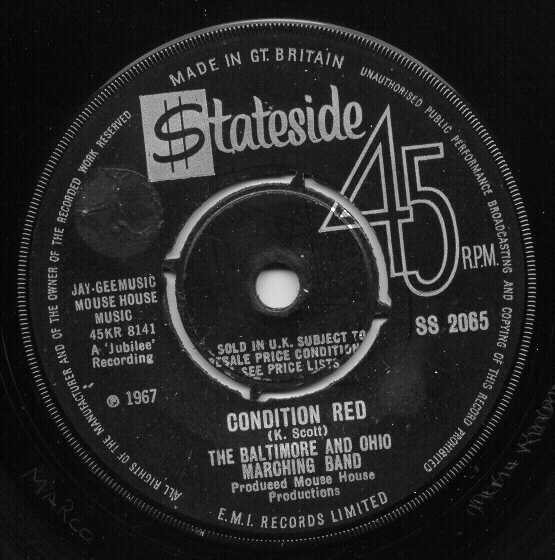 MADE IN GT. BRITAIN
UNAUTHORISED PUBLIC PERFORMANCE BROADCASTING AND COPYING OF THIS RECORD PROHIBITED
ALL RIGHTS OF THE MANUFACTURER AND OF THE OWNER OF THE RECORDED WORK RESERVED
$tateside
45
R.P.M.
JAY-GEE MUSIC
MOUSE HOUSE
MUSIC
45KR 8141
A 'Jubilee'
Recording
℗ 1967
SS 2065
SOLD IN U.K. SUBJECT TO
RESALE PRICE CONDITIONS
SEE PRICE LISTS
CONDITION RED
(K. Scott)
THE BALTIMORE AND OHIO
MARCHING BAND
Produced Mouse House
Productions
E.M.I. RECORDS LIMITED